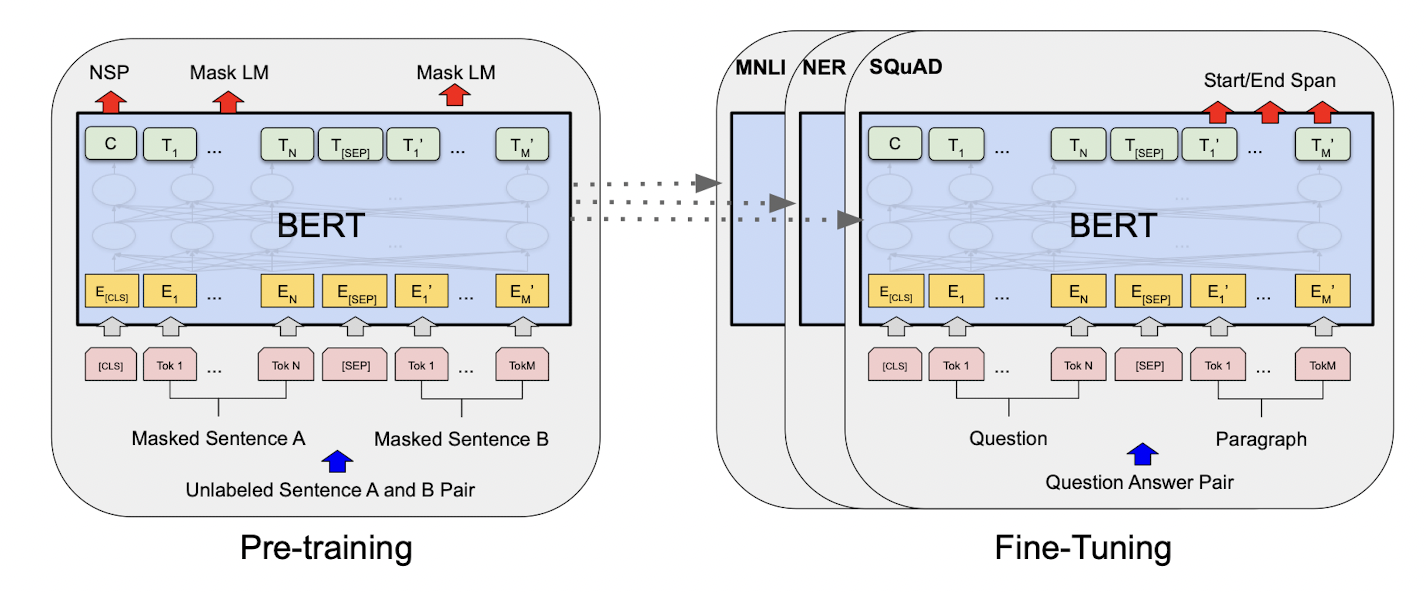 NSP Mask LM Mask LM
C T1 ... TN T[SEP] T1’ ... TM’
...
BERT
...
E[CLS] E1 ... EN E[SEP] E1’ ... EM’
[CLS] Tok 1 ... Tok N [SEP] Tok 1 ... TokM
Masked Sentence A Masked Sentence B
Unlabeled Sentence A and B Pair
Pre-training
MNLI NER SQuAD
Start/End Span
C T1 ... TN T[SEP] T1’ ... TM’
...
BERT
...
E[CLS] E1 ... EN E[SEP] E1’ ... EM’
[CLS] Tok 1 ... Tok N [SEP] Tok 1 ... TokM
Question Paragraph
Question Answer Pair
Fine-Tuning